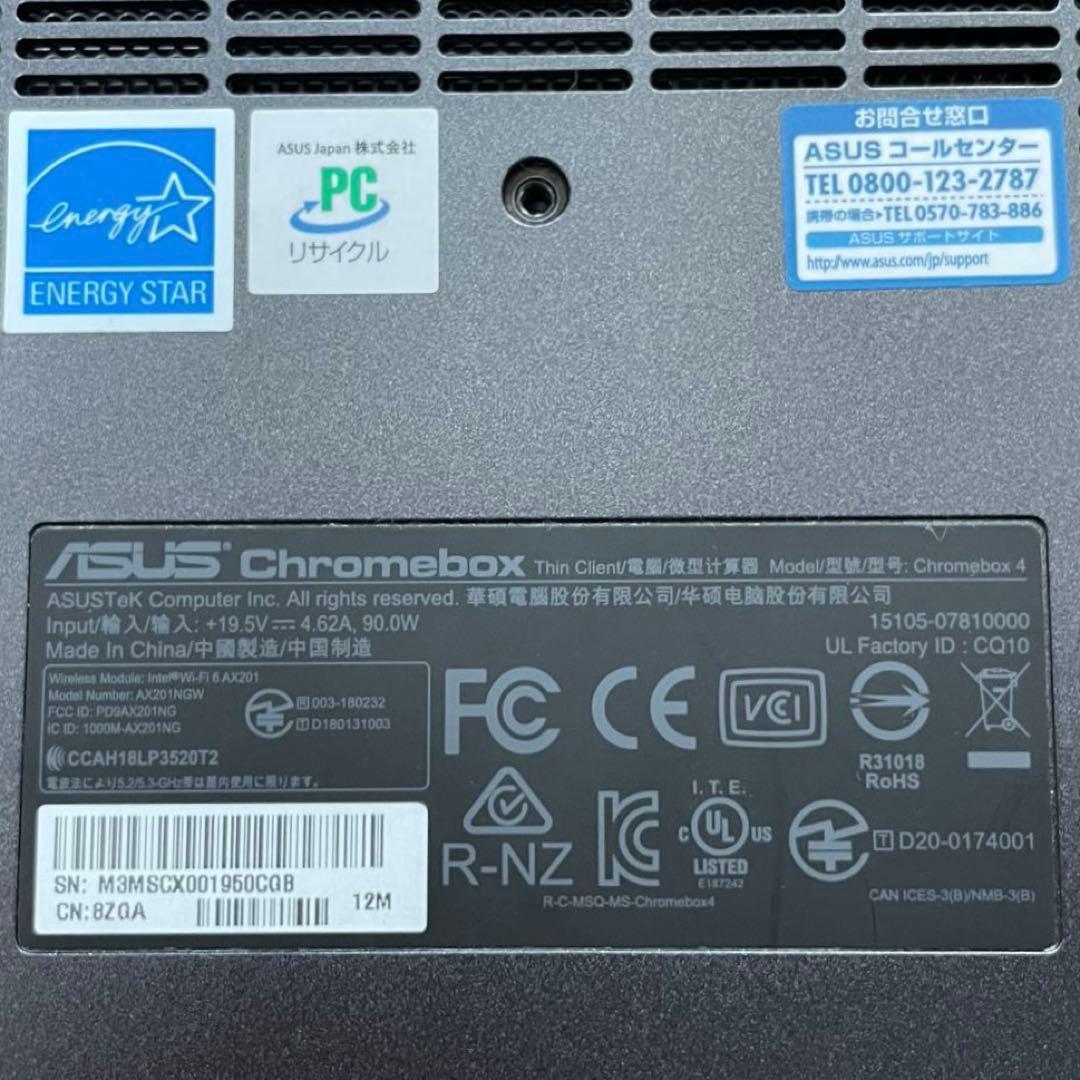 energy
ENERGY STAR
ASUS Japan 株式会社
PC
リサイクル
お問合せ窓口
ASUS コールセンター
TEL 0800-123-2787
携帯の場合▸TEL 0570-783-886
ASUS サポートサイト
http://www.asus.com/jp/support
ASUS Chromebox Thin Client/電腦/微型计算器 Model/型號/型号: Chromebox 4
ASUSTeK Computer Inc. All rights reserved. 華碩電腦股份有限公司/华硕电脑股份有限公司
Input/輸入/输入: +19.5V⎓ 4.62A, 90.0W
15105-07810000
Made In China/中國製造/中国制造
UL Factory ID : CQ10
Wireless Module: Intel® Wi-Fi 6 AX201
Model Number: AX201NGW
FCC ID: PD9AX201NG
IC ID: 1000M-AX201NG
R 003-180232
T D180131003
CCAH18LP3520T2
電波法により5.2/5.3-GHz帯は屋内使用に限ります。
FC CE VCI
R31018
RoHS
SN: M3MSCX001950CGB
CN:8ZQA
12M
R-NZ
KC
R-C-MSQ-MS-Chromebox4
I.T.E.
c UL US
LISTED
E187242
T D20-0174001
CAN ICES-3(B)/NMB-3(B)